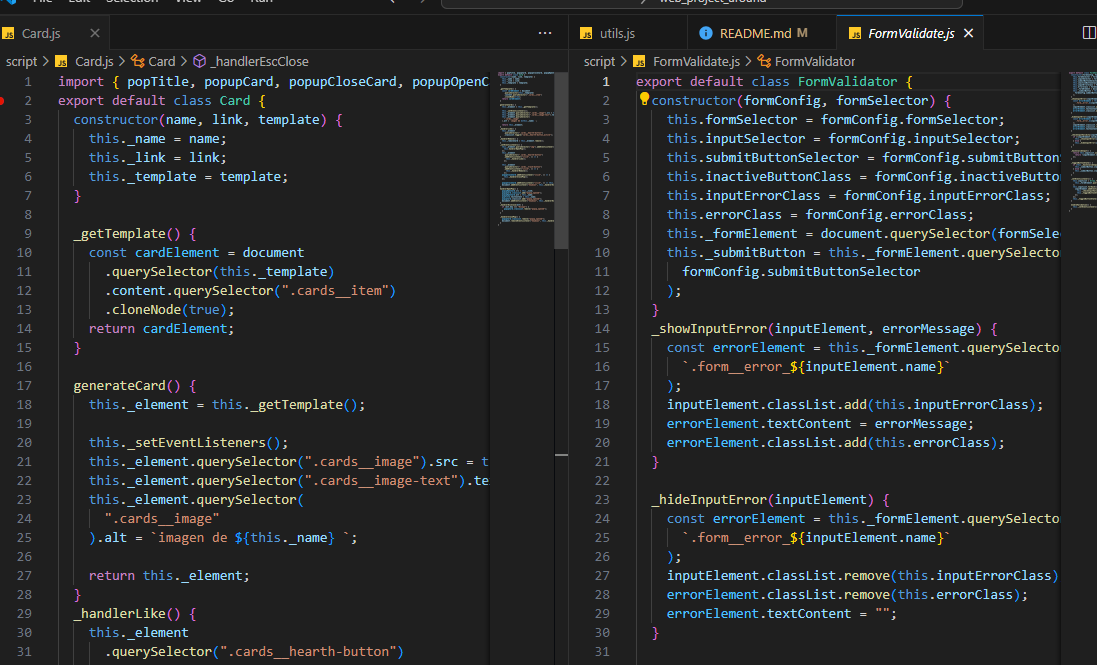 web_project_around
Card.js
script > Card.js > Card > _handlerEscClose
1 import { popTitle, popupCard, popupCloseCard, popupOpenC
2 export default class Card {
3 constructor(name, link, template) {
4 this._name = name;
5 this._link = link;
6 this._template = template;
7 }
8
9 _getTemplate() {
10 const cardElement = document
11 .querySelector(this._template)
12 .content.querySelector(".cards__item")
13 .cloneNode(true);
14 return cardElement;
15 }
16
17 generateCard() {
18 this._element = this._getTemplate();
19
20 this._setEventListeners();
21 this._element.querySelector(".cards__image").src = t
22 this._element.querySelector(".cards__image-text").te
23 this._element.querySelector(
24 ".cards__image"
25 ).alt = `imagen de ${this._name} `;
26
27 return this._element;
28 }
29 _handlerLike() {
30 this._element
31 .querySelector(".cards__hearth-button")
utils.js
README.md M
FormValidate.js
script > FormValidate.js > FormValidator
1 export default class FormValidator {
2 constructor(formConfig, formSelector) {
3 this.formSelector = formConfig.formSelector;
4 this.inputSelector = formConfig.inputSelector;
5 this.submitButtonSelector = formConfig.submitButton
6 this.inactiveButtonClass = formConfig.inactiveButto
7 this.inputErrorClass = formConfig.inputErrorClass;
8 this.errorClass = formConfig.errorClass;
9 this._formElement = document.querySelector(formSele
10 this._submitButton = this._formElement.querySelecto
11 formConfig.submitButtonSelector
12 );
13 }
14 _showInputError(inputElement, errorMessage) {
15 const errorElement = this._formElement.querySelecto
16 `.form__error_${inputElement.name}`
17 );
18 inputElement.classList.add(this.inputErrorClass);
19 errorElement.textContent = errorMessage;
20 errorElement.classList.add(this.errorClass);
21 }
22
23 _hideInputError(inputElement) {
24 const errorElement = this._formElement.querySelecto
25 `.form__error_${inputElement.name}`
26 );
27 inputElement.classList.remove(this.inputErrorClass)
28 errorElement.classList.remove(this.errorClass);
29 errorElement.textContent = "";
30 }
31